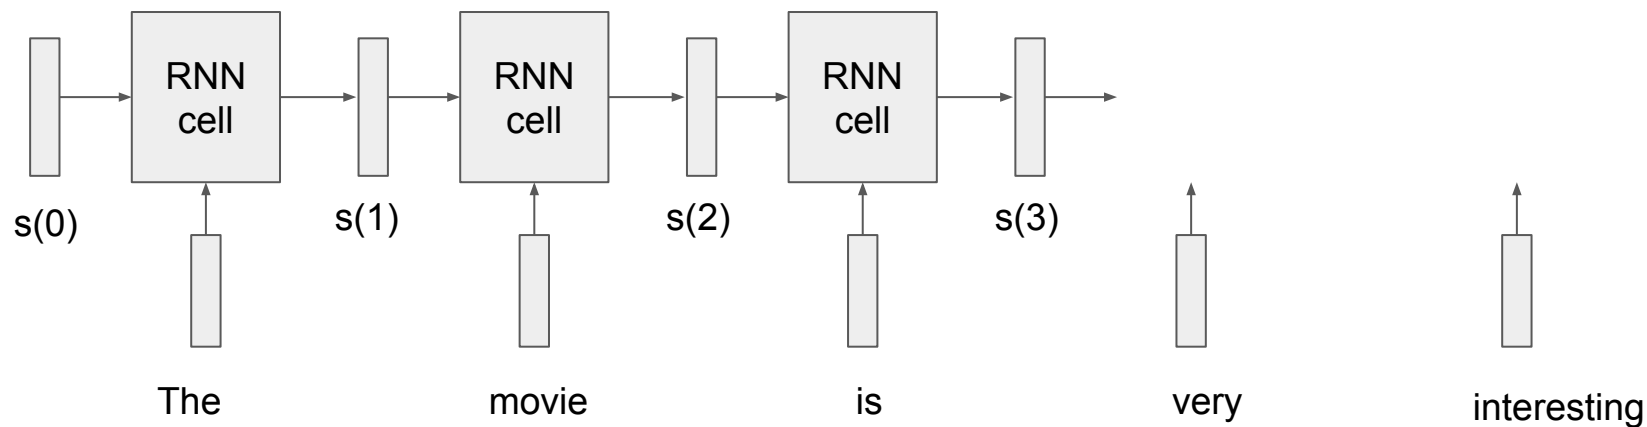 RNN
cell
RNN
cell
RNN
cell
s(0)
s(1)
s(2)
s(3)
The
movie
is
very
interesting